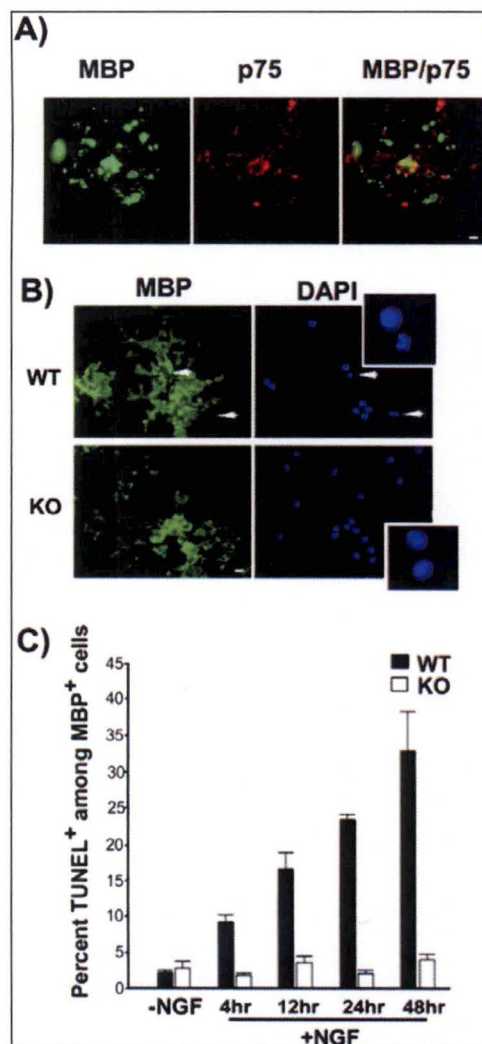 A)
MBP p75 MBP/p75
B)
MBP DAPI
WT
KO
C)
Percent TUNEL+ among MBP+ cells
45
40
35
30
25
20
15
10
5
0
WT
KO
-NGF 4hr 12hr 24hr 48hr
+NGF